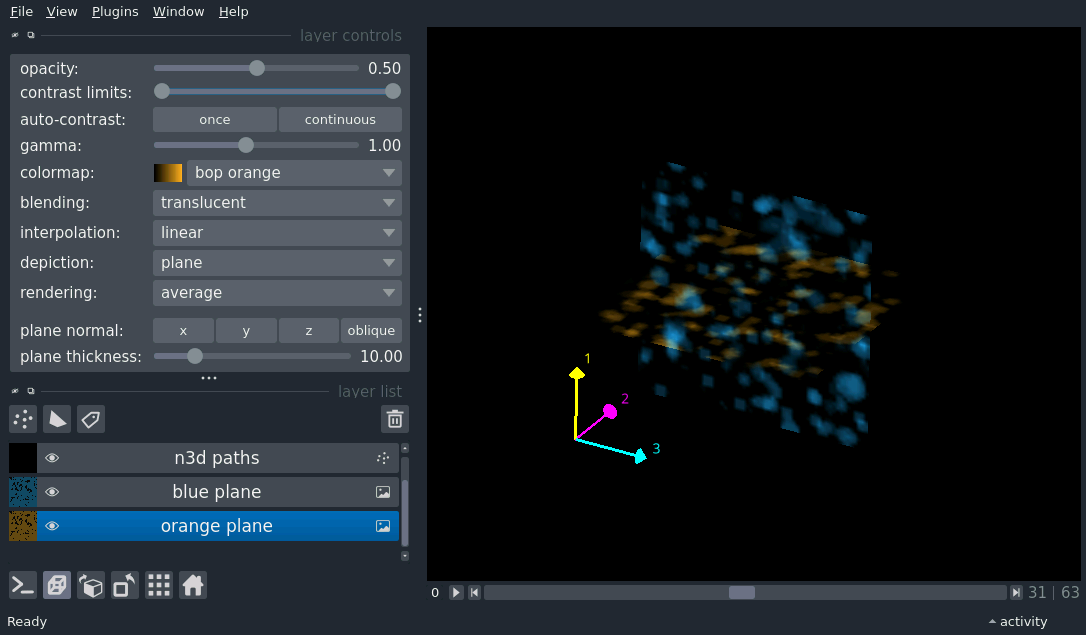 File View Plugins Window Help
layer controls
opacity: 0.50
contrast limits:
auto-contrast: once continuous
gamma: 1.00
colormap: bop orange
blending: translucent
interpolation: linear
depiction: plane
rendering: average
plane normal: x y z oblique
plane thickness: 10.00
layer list
n3d paths
blue plane
orange plane
1
2
3
0 31 | 63
Ready activity